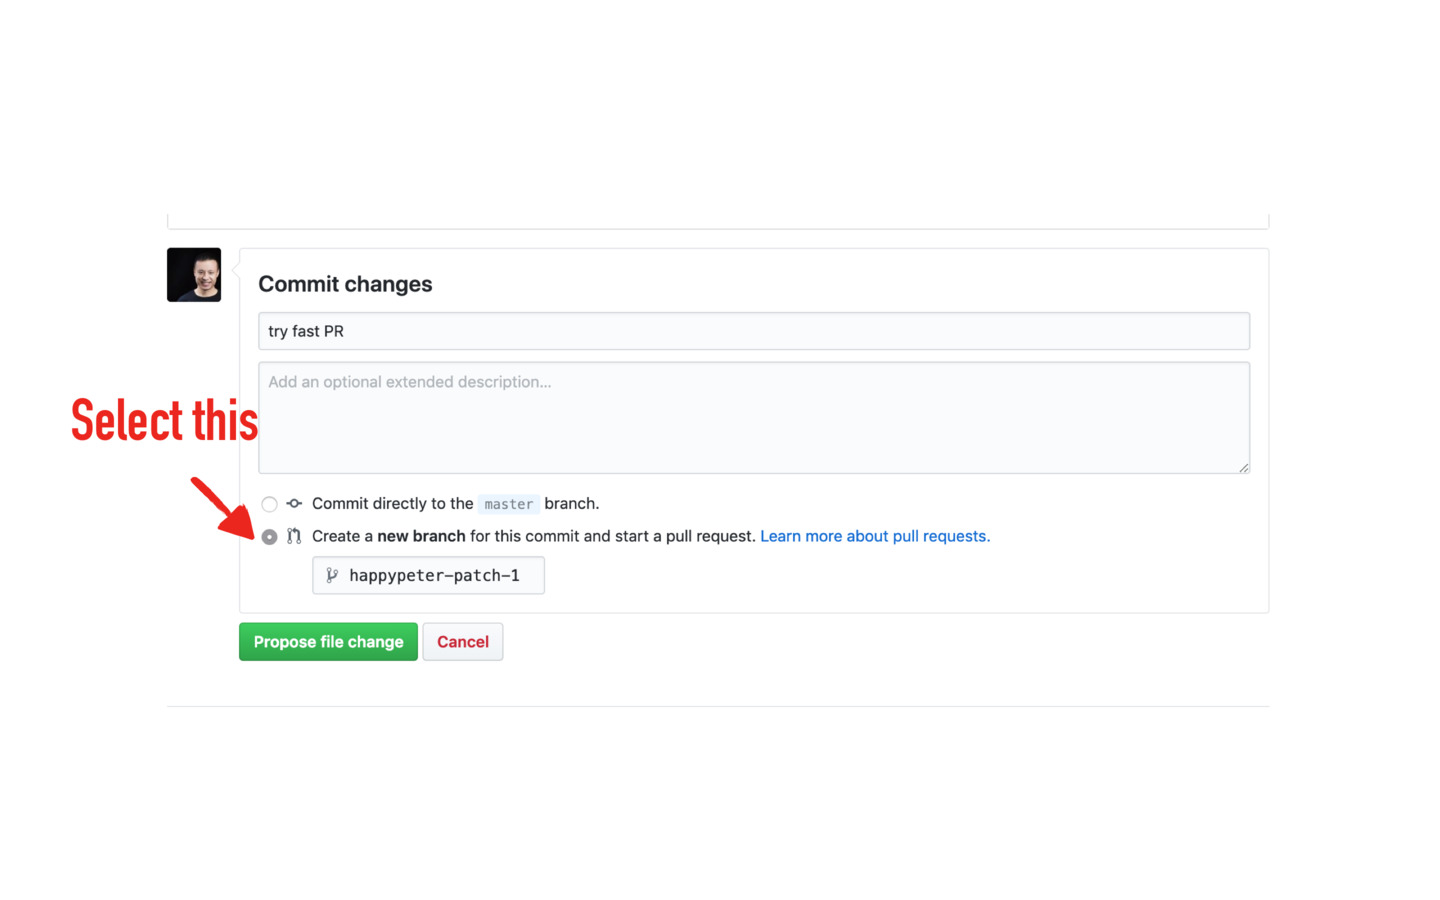 Commit changes
try fast PR
Add an optional extended description...
Select this
Commit directly to the master branch.
Create a new branch for this commit and start a pull request. Learn more about pull requests.
happypeter-patch-1
Propose file change
Cancel